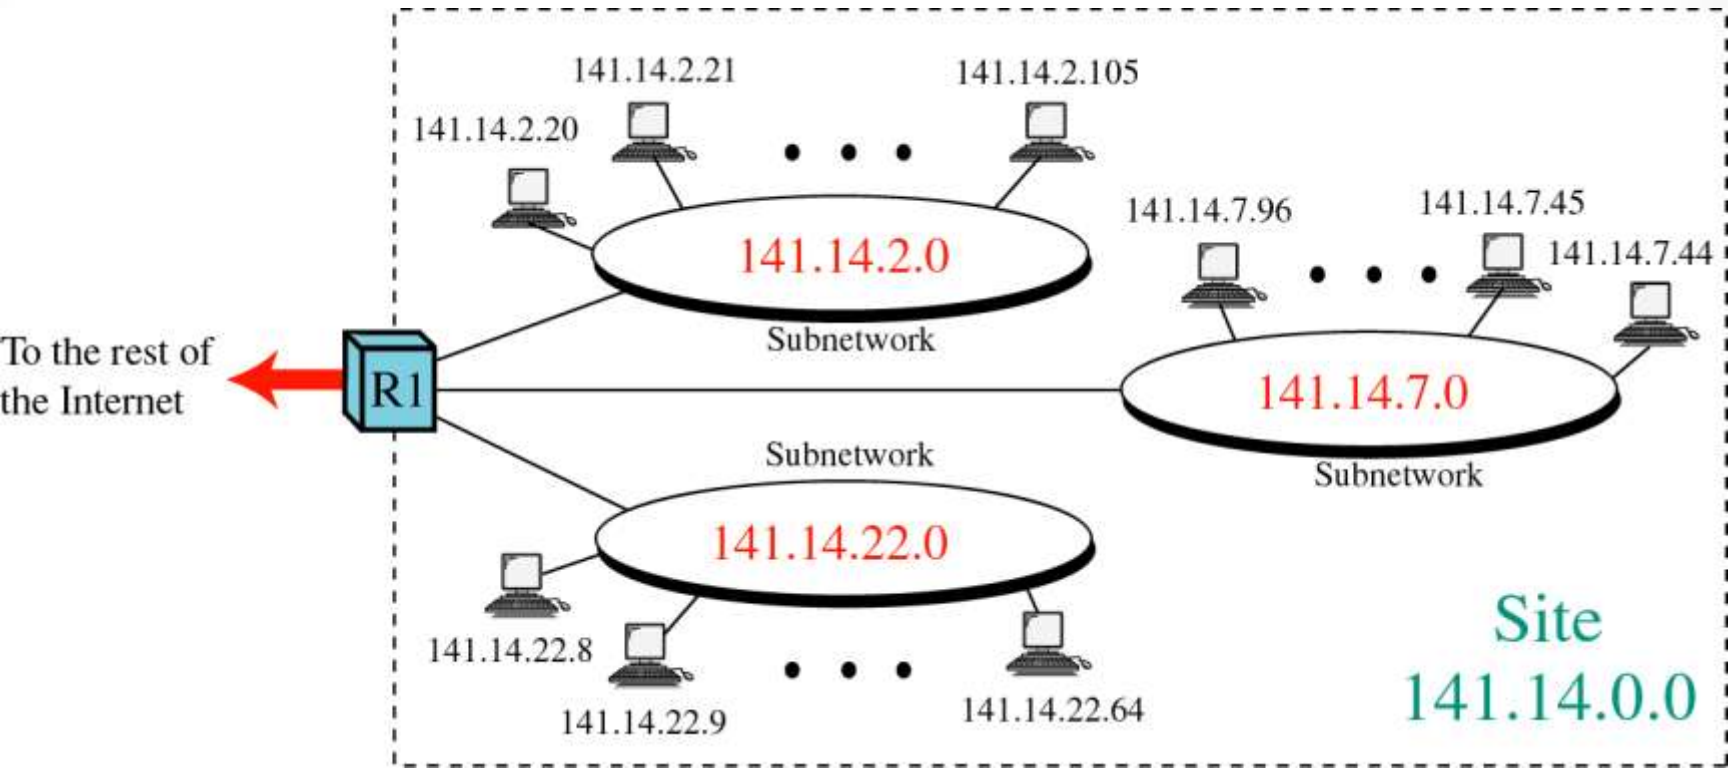 141.14.2.21
141.14.2.105
141.14.2.20
141.14.7.96
141.14.7.45
141.14.7.44
141.14.2.0
Subnetwork
To the rest of
the Internet
R1
141.14.7.0
Subnetwork
Subnetwork
141.14.22.0
141.14.22.8
141.14.22.9
141.14.22.64
Site
141.14.0.0